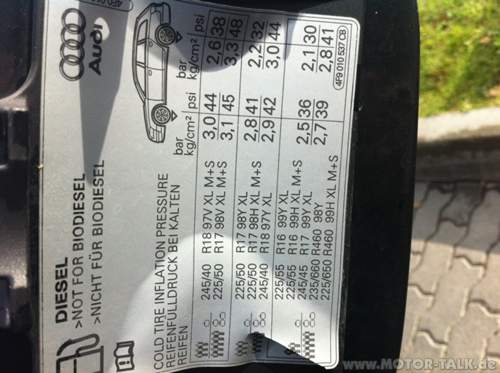 4F0 01
Audi
DIESEL
>NOT FOR BIODIESEL
>NICHT FÜR BIODIESEL
COLD TIRE INFLATION PRESSURE
REIFENFÜLLDRUCK BEI KALTEN
REIFEN
bar
kg/cm² psi
bar
kg/cm² psi
245/40 R18 97V XL M+S 3,0 44 2,6 38
225/50 R17 98V XL M+S 3,1 45 3,3 48
225/50 R17 98Y XL 2,8 41 2,2 32
225/50 R17 98H XL M+S 2,9 42 3,0 44
245/40 R18 97Y XL
225/55 R16 99Y XL
225/55 R16 99H XL M+S 2,5 36 2,1 30
245/45 R17 99Y XL 2,7 39 2,8 41
235/660 R460 98Y
225/650 R460 99H XL M+S
4F9 010 537 CB
www.MOTOR-TALK.de